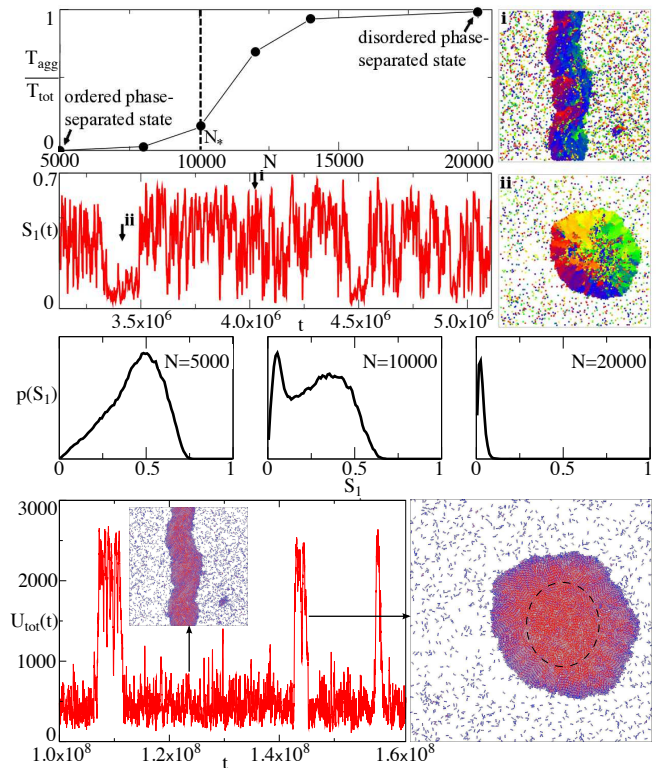 1
T_agg
T_tot
0
ordered phase-
separated state
disordered phase-
separated state
N_*
5000 10000 N 15000 20000
i
0.7
S_1(t)
0
ii
i
3.5x10^6 4.0x10^6 t 4.5x10^6 5.0x10^6
ii
p(S_1)
N=5000
N=10000
N=20000
0 0.5 1
0 0.5 1
0 0.5 1
S_1
3000
2000
U_tot(t)
1000
0
1.0x10^8 1.2x10^8 1.4x10^8 1.6x10^8
t